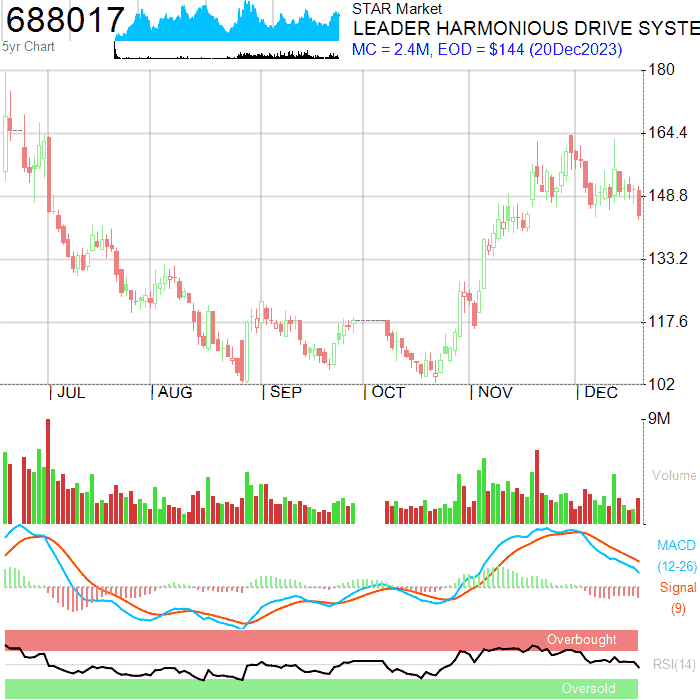 688017
5yr Chart
STAR Market
LEADER HARMONIOUS DRIVE SYSTE
MC = 2.4M, EOD = $144 (20Dec2023)
180
164.4
148.8
133.2
117.6
102
JUL AUG SEP OCT NOV DEC
9M
Volume
MACD
(12-26)
Signal
(9)
Overbought
RSI(14)
Oversold